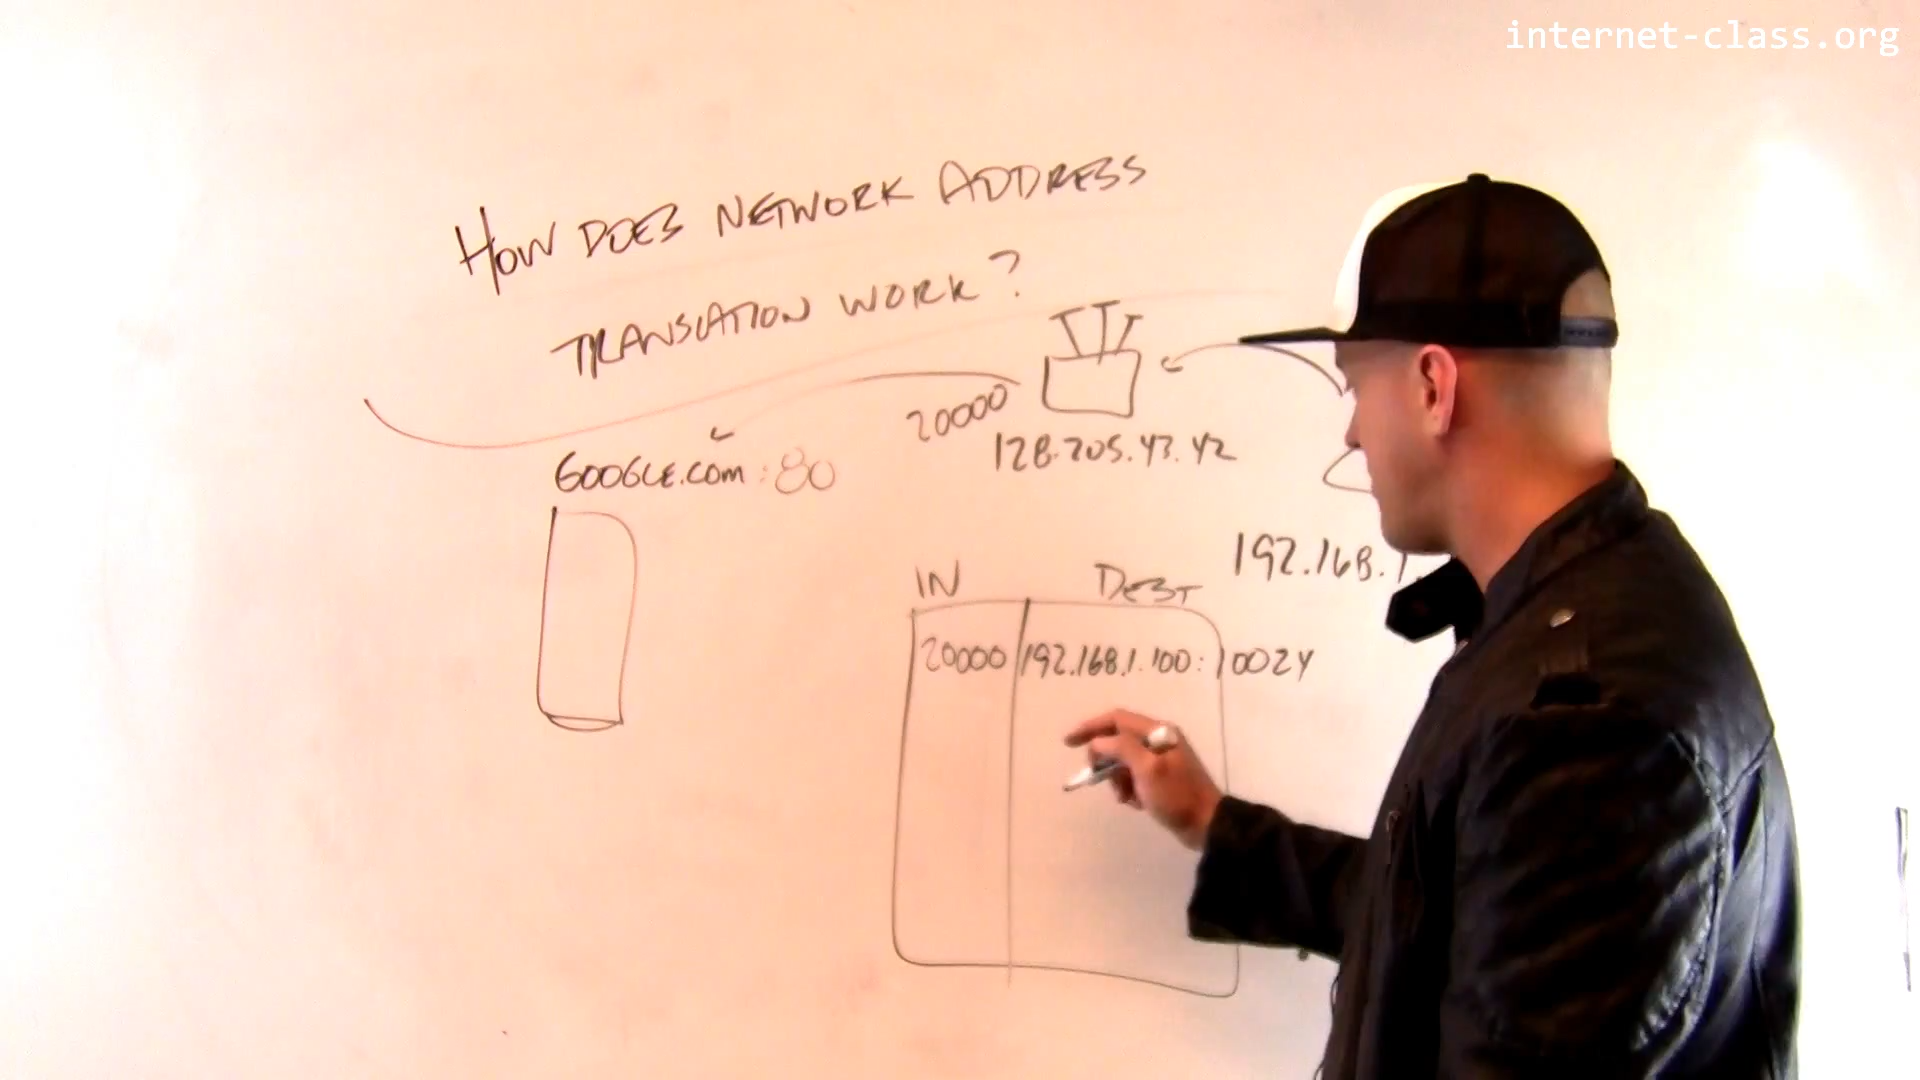 internet-class.org
HOW DOES NETWORK ADDRESS
TRANSLATION WORK?
20000
128.205.43.42
GOOGLE.COM:80
192.168.1.
IN DEST
20000 192.168.1.100:10024